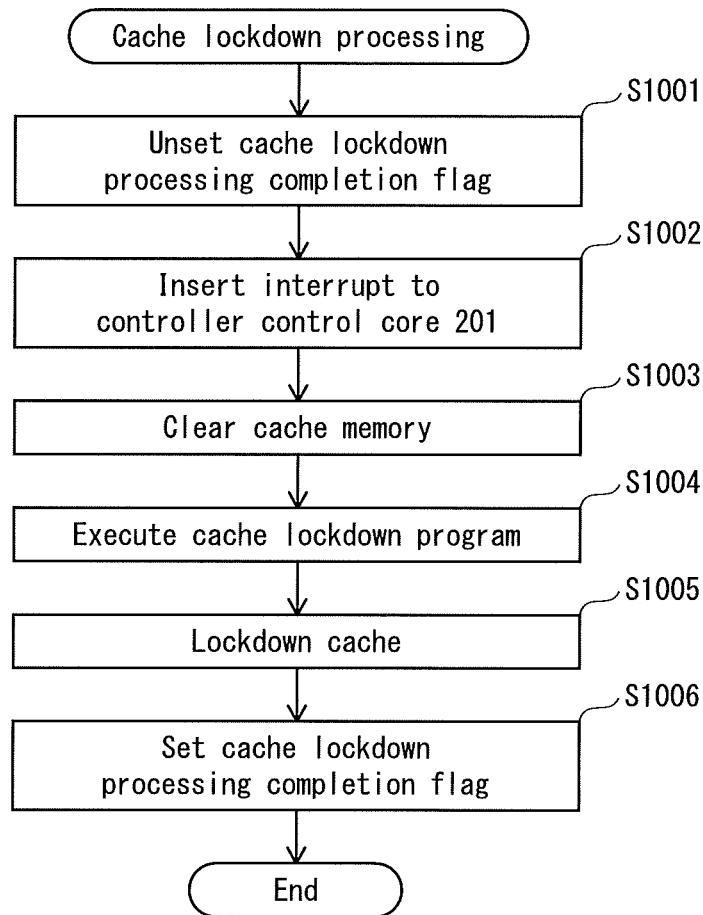 Cache lockdown processing
S1001
Unset cache lockdown
processing completion flag
S1002
Insert interrupt to
controller control core 201
S1003
Clear cache memory
S1004
Execute cache lockdown program
S1005
Lockdown cache
S1006
Set cache lockdown
processing completion flag
End